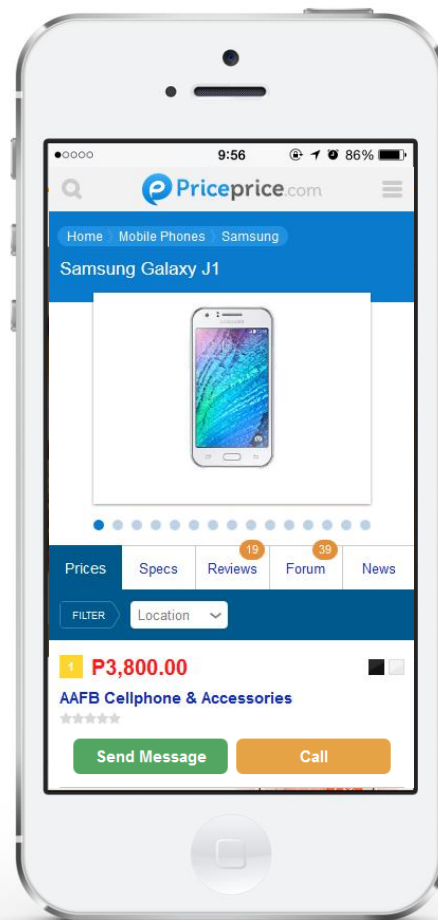 9:56 86%
Priceprice.com
Home Mobile Phones Samsung
Samsung Galaxy J1
19 39
Prices Specs Reviews Forum News
FILTER Location
1 P3,800.00
AAFB Cellphone & Accessories
Send Message Call